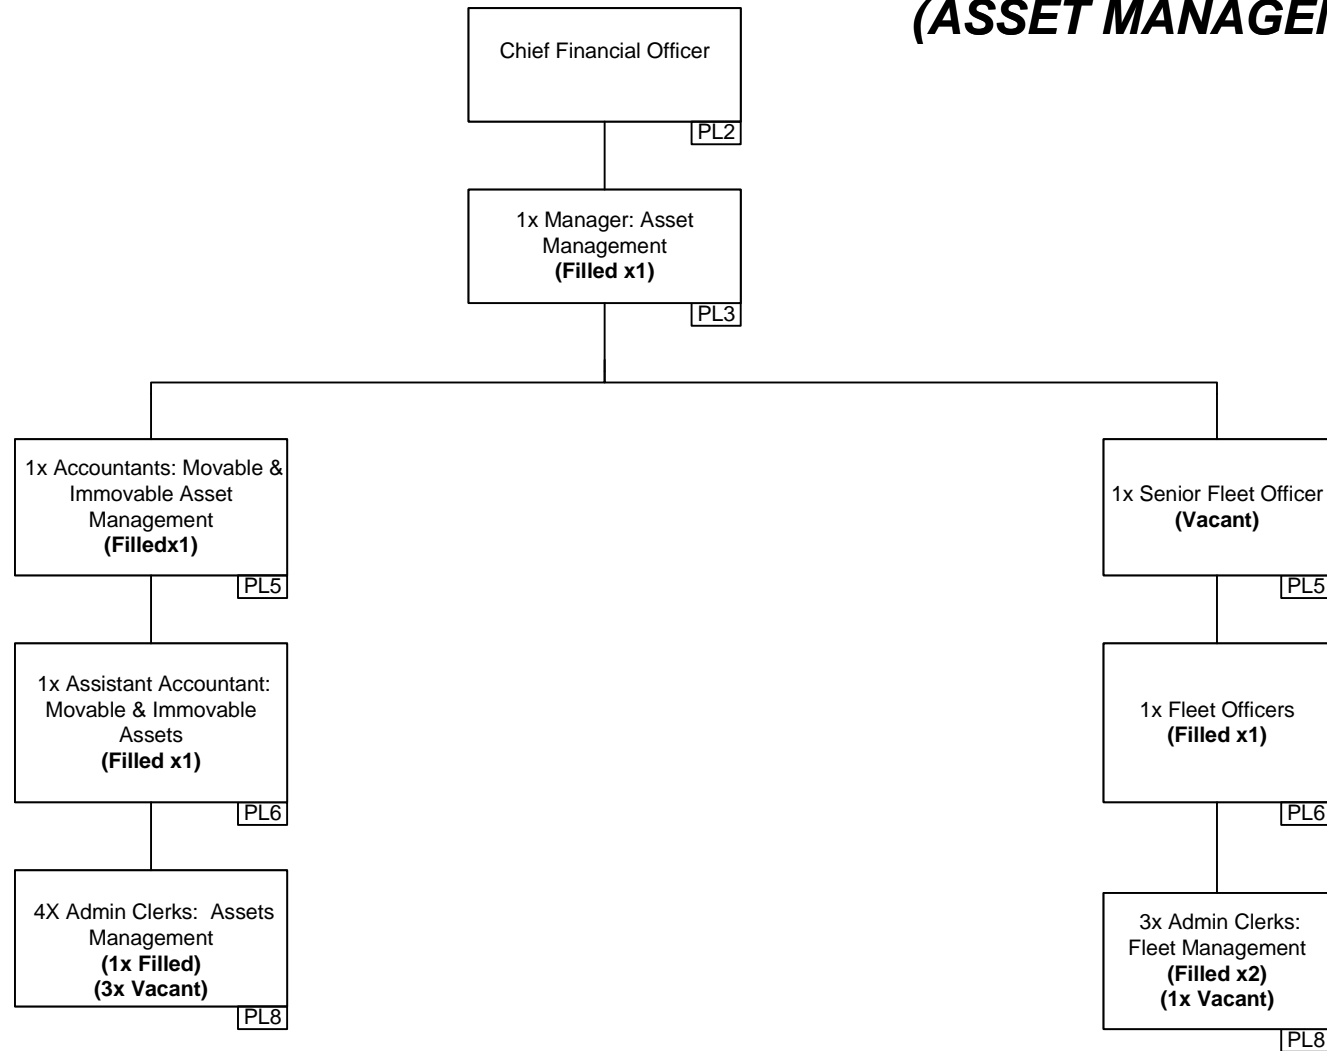 (ASSET MANAGE
Chief Financial Officer
PL2
1x Manager: Asset
Management
(Filled x1)
PL3
1x Accountants: Movable &
Immovable Asset
Management
(Filledx1)
PL5
1x Assistant Accountant:
Movable & Immovable
Assets
(Filled x1)
PL6
4X Admin Clerks:  Assets
Management
(1x Filled)
(3x Vacant)
PL8
1x Senior Fleet Officer
(Vacant)
PL5
1x Fleet Officers
(Filled x1)
PL6
3x Admin Clerks:
Fleet Management
(Filled x2)
(1x Vacant)
PL8